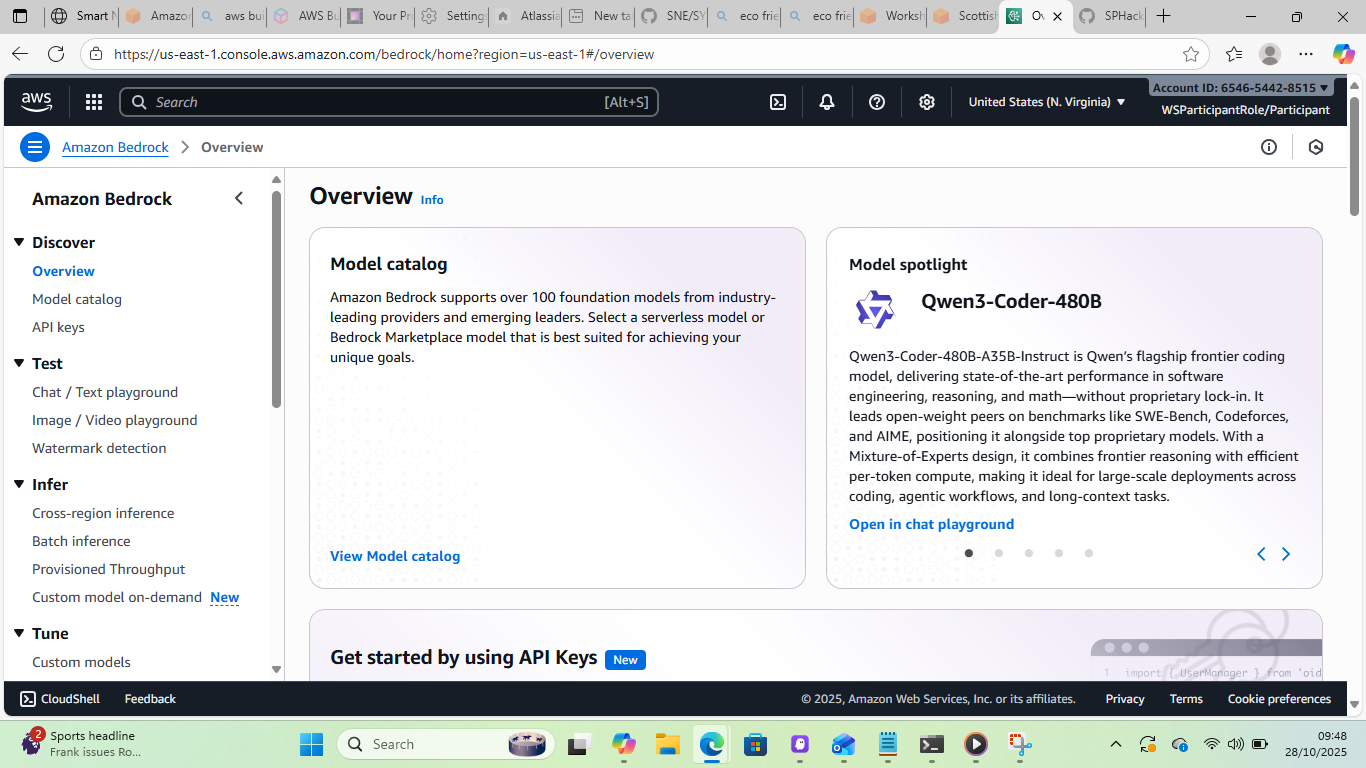 Smart N
Amazon
aws bui
AWS Bu
Your Pr
Settings
Atlassia
New ta
SNE/SY
eco frie
eco frie
Worksh
Scottish
Ov
SPHack
https://us-east-1.console.aws.amazon.com/bedrock/home?region=us-east-1#/overview
aws
Search
[Alt+S]
United States (N. Virginia)
Account ID: 6546-5442-8515
WSParticipantRole/Participant
Amazon Bedrock
Overview
Amazon Bedrock
Discover
Overview
Model catalog
API keys
Test
Chat / Text playground
Image / Video playground
Watermark detection
Infer
Cross-region inference
Batch inference
Provisioned Throughput
Custom model on-demand New
Tune
Custom models
Overview Info
Model catalog
Amazon Bedrock supports over 100 foundation models from industry-
leading providers and emerging leaders. Select a serverless model or
Bedrock Marketplace model that is best suited for achieving your
unique goals.
View Model catalog
Model spotlight
Qwen3-Coder-480B
Qwen3-Coder-480B-A35B-Instruct is Qwen's flagship frontier coding
model, delivering state-of-the-art performance in software
engineering, reasoning, and math—without proprietary lock-in. It
leads open-weight peers on benchmarks like SWE-Bench, Codeforces,
and AIME, positioning it alongside top proprietary models. With a
Mixture-of-Experts design, it combines frontier reasoning with efficient
per-token compute, making it ideal for large-scale deployments across
coding, agentic workflows, and long-context tasks.
Open in chat playground
Get started by using API Keys New
1 import { UserManager } from 'oid
CloudShell
Feedback
© 2025, Amazon Web Services, Inc. or its affiliates.
Privacy
Terms
Cookie preferences
2
Sports headline
Frank issues Ro...
Search
09:48
28/10/2025